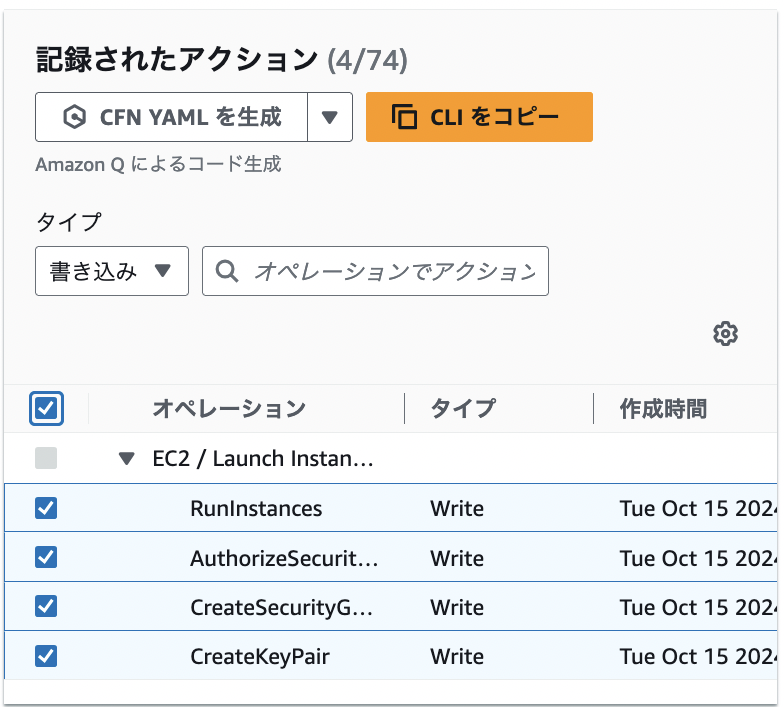 記録されたアクション (4/74)
CFN YAML を生成 CLI をコピー
Amazon Q によるコード生成
タイプ
書き込み オペレーションでアクション
オペレーション タイプ 作成時間
EC2 / Launch Instan...
RunInstances Write Tue Oct 15 2024
AuthorizeSecurit... Write Tue Oct 15 2024
CreateSecurityG... Write Tue Oct 15 2024
CreateKeyPair Write Tue Oct 15 2024